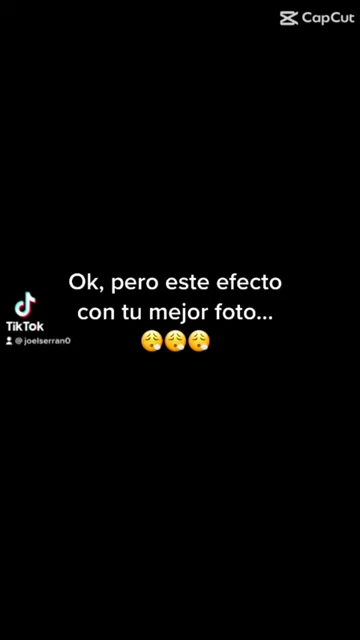 CapCut
Ok, pero este efecto
con tu mejor foto...
😮‍💨😮‍💨😮‍💨
TikTok
@joelserran0